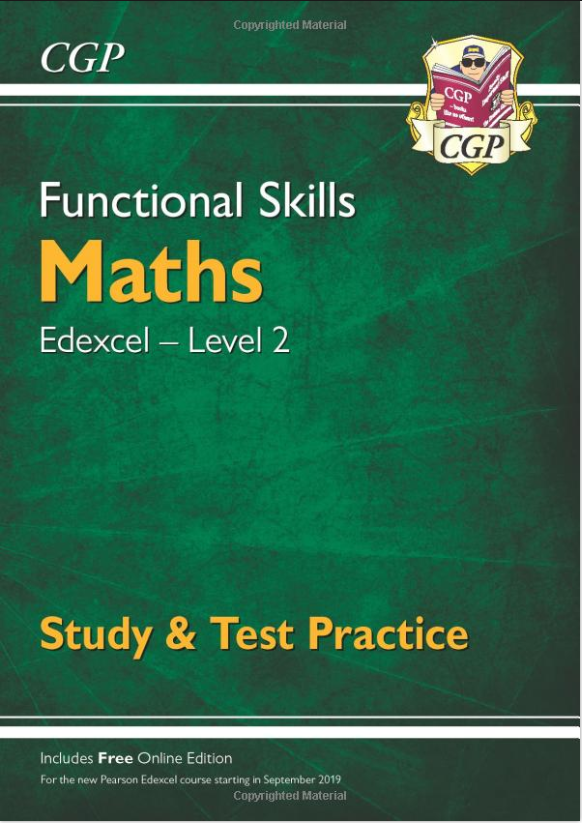 Copyrighted Material
CGP
CGP
CGP
Functional Skills
Maths
Edexcel – Level 2
Study & Test Practice
Includes Free Online Edition
For the new Pearson Edexcel course starting in September 2019
Copyrighted Material